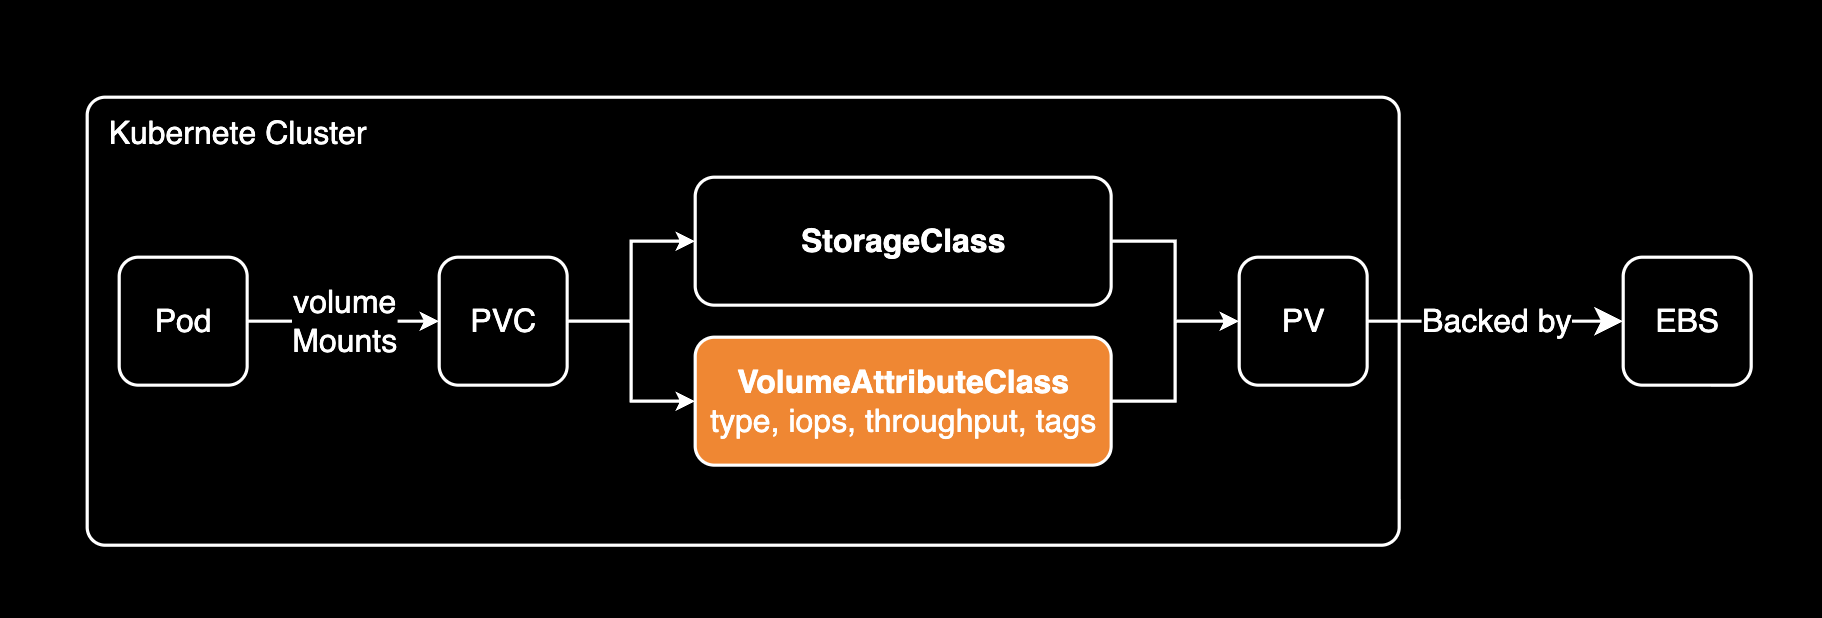 Kubernete Cluster
Pod
volume
Mounts
PVC
StorageClass
VolumeAttributeClass
type, iops, throughput, tags
PV
Backed by
EBS